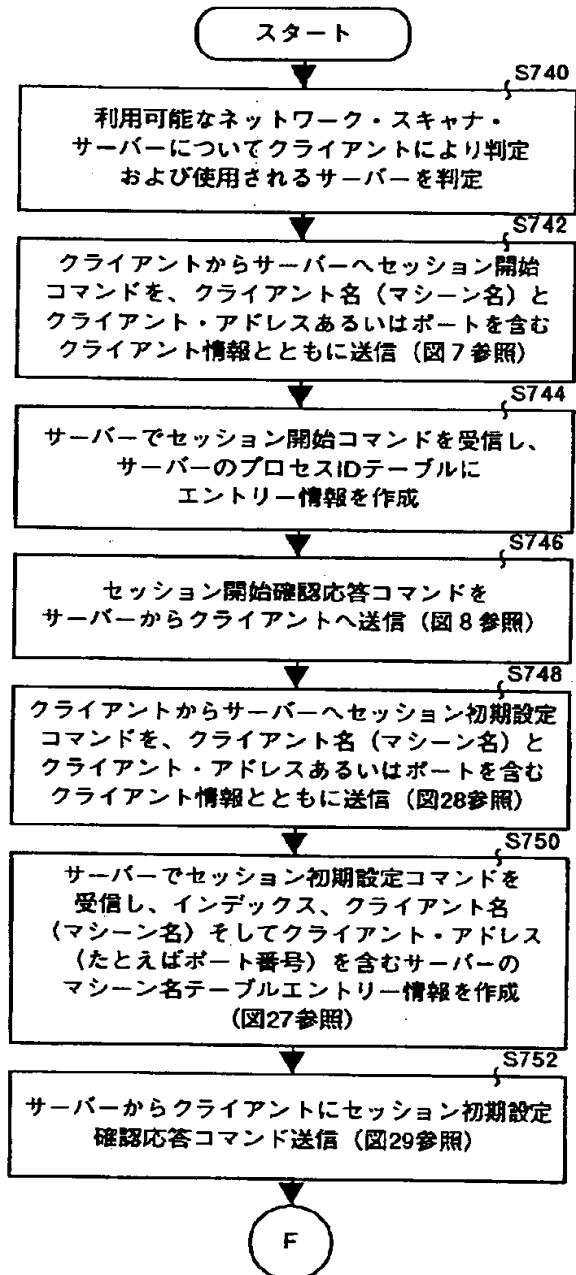 スタート
S740
利用可能なネットワーク・スキャナ・
サーバーについてクライアントにより判定
および使用されるサーバーを判定
S742
クライアントからサーバーへセッション開始
コマンドを、クライアント名（マシーン名）と
クライアント・アドレスあるいはポートを含む
クライアント情報とともに送信（図７参照）
S744
サーバーでセッション開始コマンドを受信し、
サーバーのプロセスIDテーブルに
エントリー情報を作成
S746
セッション開始確認応答コマンドを
サーバーからクライアントへ送信（図８参照）
S748
クライアントからサーバーへセッション初期設定
コマンドを、クライアント名（マシーン名）と
クライアント・アドレスあるいはポートを含む
クライアント情報とともに送信（図28参照）
S750
サーバーでセッション初期設定コマンドを
受信し、インデックス、クライアント名
（マシーン名）そしてクライアント・アドレス
（たとえばポート番号）を含むサーバーの
マシーン名テーブルエントリー情報を作成
（図27参照）
S752
サーバーからクライアントにセッション初期設定
確認応答コマンド送信（図29参照）
F